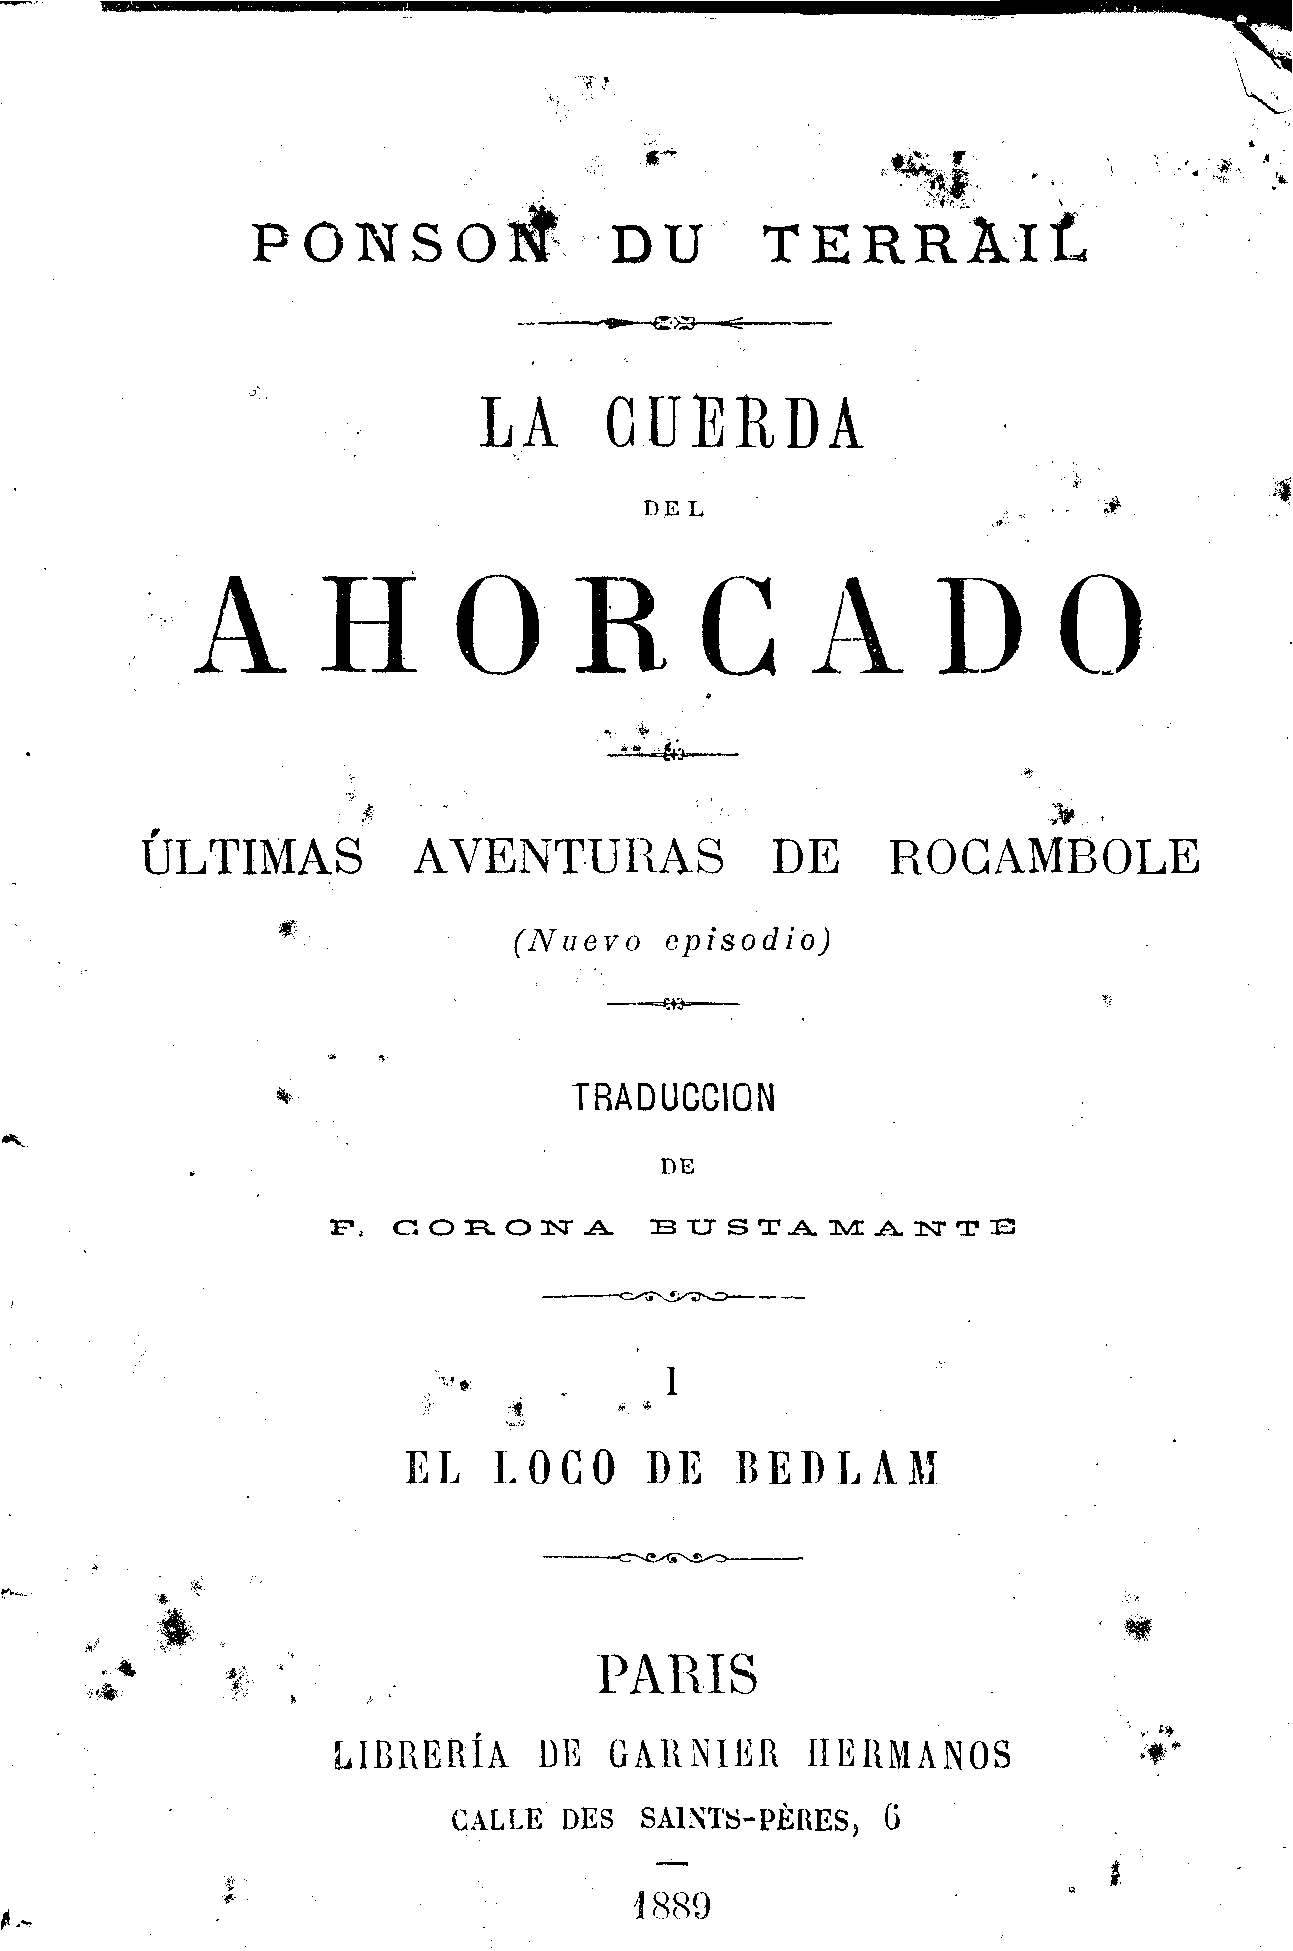 PONSON DU TERRAIL
LA CUERDA
DEL
AHORCADO
ÚLTIMAS AVENTURAS DE ROCAMBOLE
(Nuevo episodio)
TRADUCCION
DE
F. CORONA BUSTAMANTE
I
EL LOCO DE BEDLAM
PARIS
LIBRERÍA DE GARNIER HERMANOS
CALLE DES SAINTS-PÈRES, 6
1889